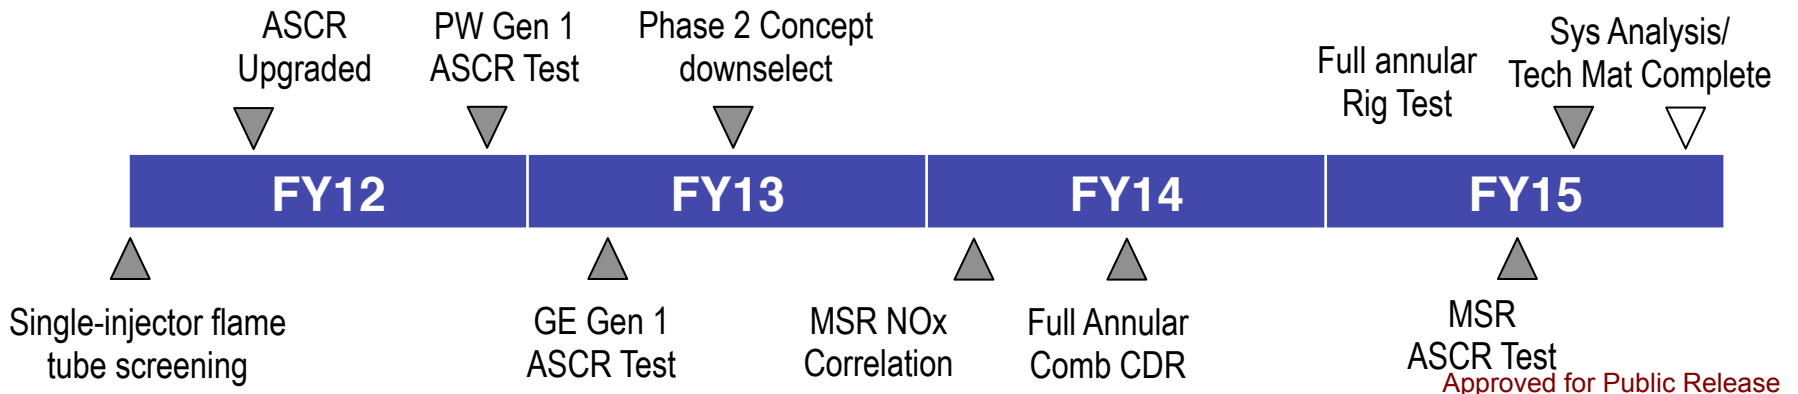 ASCR
Upgraded
PW Gen 1
ASCR Test
Phase 2 Concept
downselect
Full annular
Rig Test
Sys Analysis/
Tech Mat Complete
FY12
FY13
FY14
FY15
Single-injector flame
tube screening
GE Gen 1
ASCR Test
MSR NOx
Correlation
Full Annular
Comb CDR
MSR
ASCR Test
Approved for Public Release